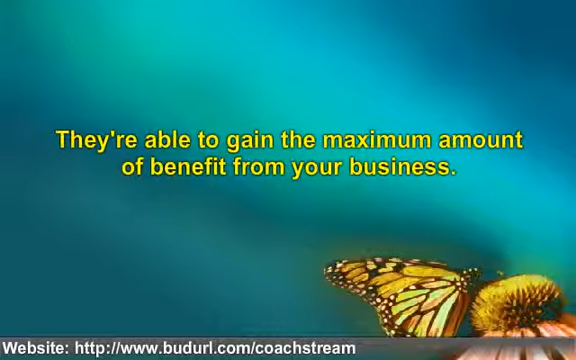 They're able to gain the maximum amount
of benefit from your business.
Website: http://www.budurl.com/coachstream